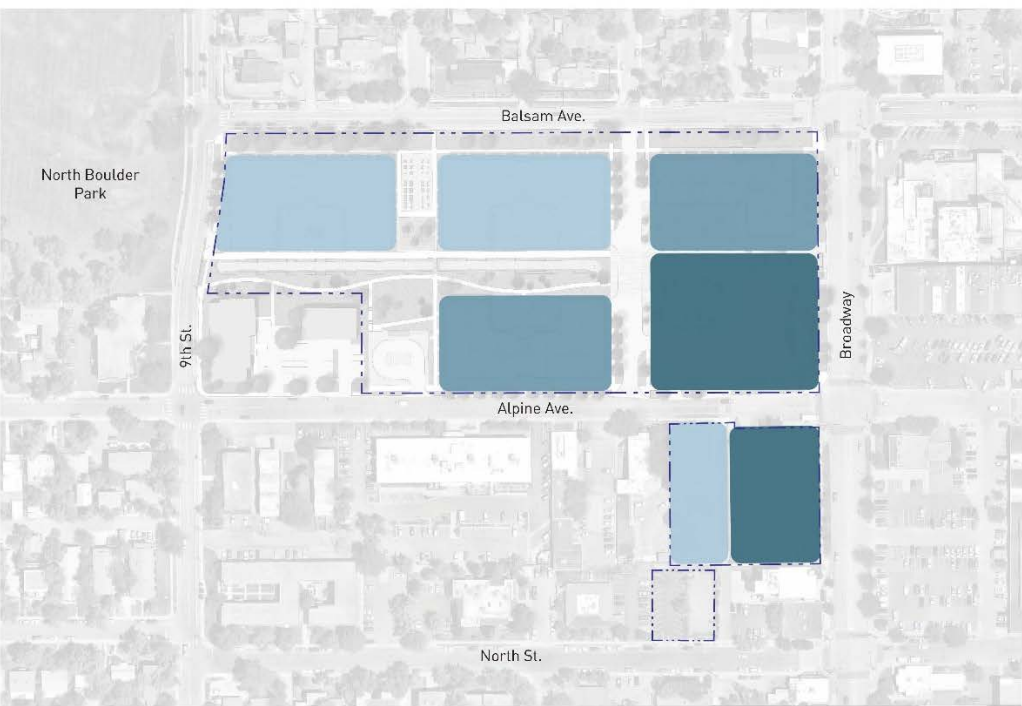 Balsam Ave.
North Boulder
Park
9th St.
Broadway
Alpine Ave.
North St.